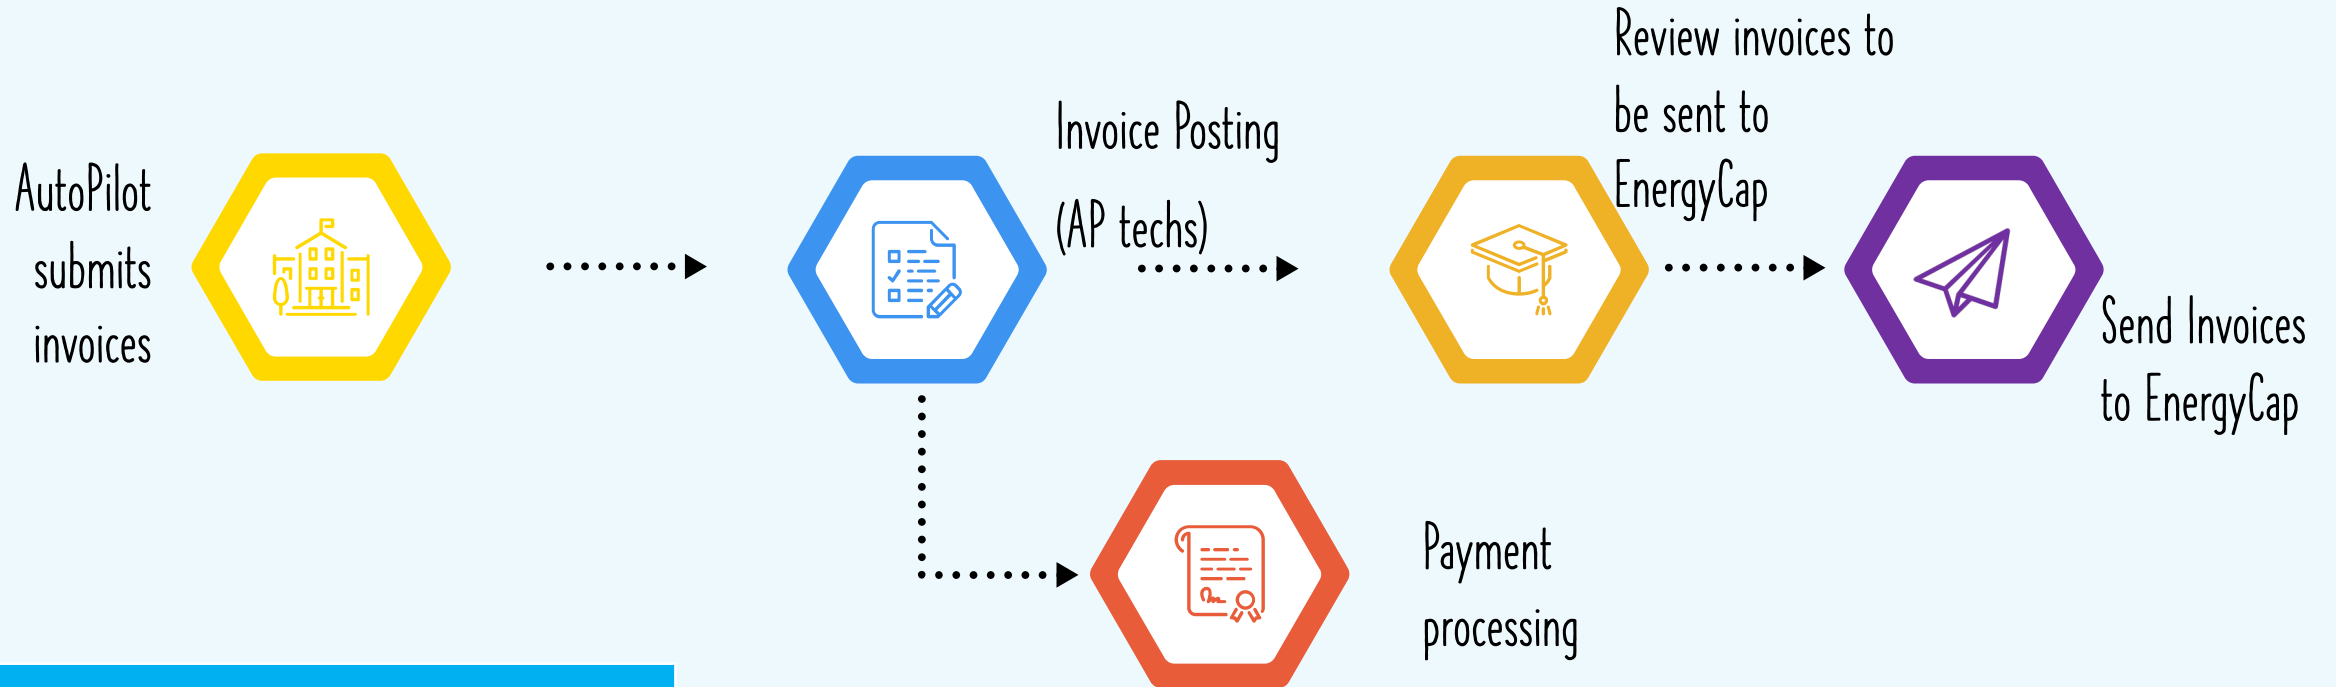 AutoPilot
submits
invoices
Invoice Posting
(AP techs)
Review invoices to
be sent to
EnergyCap
Send Invoices
to EnergyCap
Payment
processing